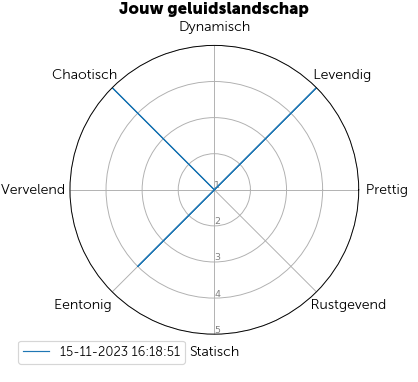 Jouw geluidslandschap
Dynamisch
Chaotisch
Levendig
Vervelend
1
Prettig
2
3
4
Eentonig
Rustgevend
5
15-11-2023 16:18:51
Statisch